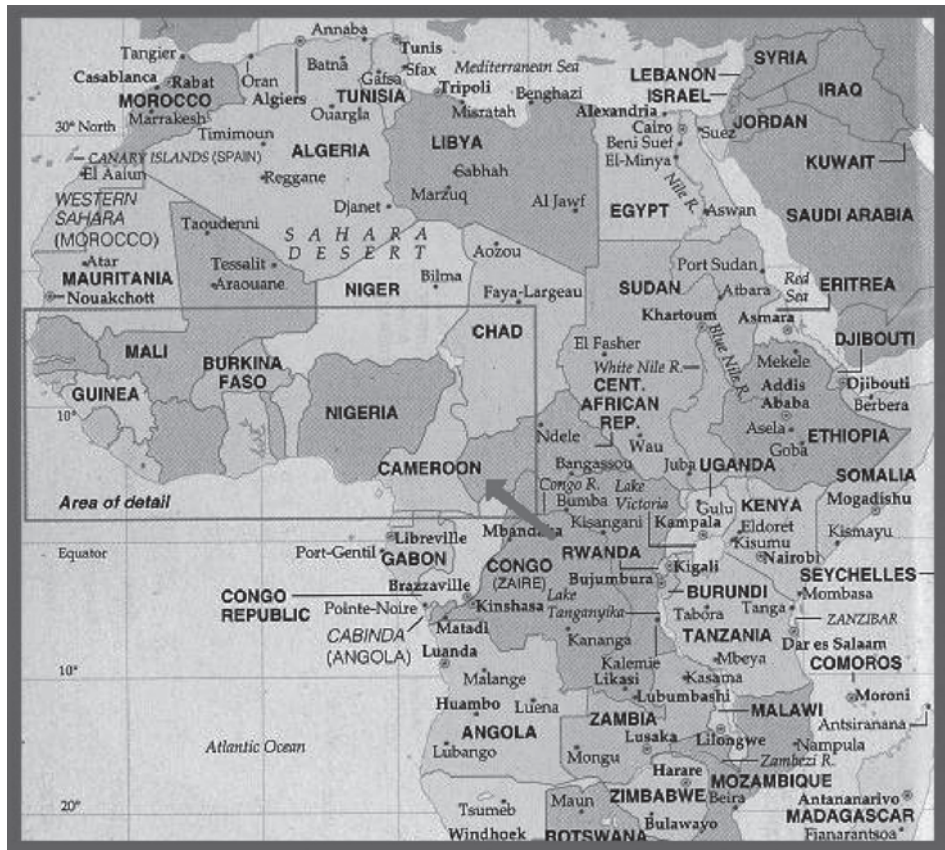 Annaba
Tangier
Tunis
SYRIA
Batna
Sfax
Casablanca
Rabat
Oran
Gafsa
Mediterranean Sea
LEBANON
ISRAEL
IRAQ
Algiers
TUNISIA
Tripoli
Benghazi
MOROCCO
Marrakesh
Ouargla
Misratah
Alexandria
JORDAN
30° North
Timimoun
Cairo
Suez
Beni Suef
KUWAIT
CANARY ISLANDS (SPAIN)
ALGERIA
LIBYA
El-Minya
El Aaiun
Reggane
Sabhah
WESTERN
SAHARA
(MOROCCO)
Marzuq
Nile R.
Djanet
Al Jawf
EGYPT
Aswan
SAUDI ARABIA
Taoudenni
SAHARA
DESERT
Aozou
Atar
Tessalit
Port Sudan
MAURITANIA
Araouane
NIGER
Bilma
SUDAN
Atbara
Red
Sea
ERITREA
Nouakchott
Faya-Largeau
Khartoum
Asmara
CHAD
DJIBOUTI
MALI
BURKINA
FASO
El Fasher
White Nile R.
Blue Nile R.
Mekele
GUINEA
CENT.
AFRICAN
REP.
Addis
Ababa
Djibouti
Berbera
10°
NIGERIA
Ndele
Wau
Asela
Goba
ETHIOPIA
CAMEROON
Bangassou
Juba
UGANDA
SOMALIA
Area of detail
Congo R.
Lake
Victoria
Bumba
Gulu
KENYA
Mogadishu
Kisangani
Kampala
Eldoret
Kisumu
Kismayu
Equator
Libreville
Port-Gentil
GABON
CONGO
(ZAIRE)
RWANDA
Kigali
Nairobi
Brazzaville
Bujumbura
SEYCHELLES
CONGO
REPUBLIC
Pointe-Noire
Kinshasa
Lake
Tanganyika
BURUNDI
Mombasa
Tabora
Tanga
ZANZIBAR
CABINDA
(ANGOLA)
Matadi
Kananga
TANZANIA
Dar es Salaam
Luanda
Kalemie
Mbeya
COMOROS
10°
Malange
Likasi
Kasama
Huambo
Luena
Lubumbashi
MALAWI
Moroni
ANGOLA
ZAMBIA
Lusaka
Lilongwe
Antsiranana
Atlantic Ocean
Lubango
Mongu
Nampula
Zambezi R.
Harare
MOZAMBIQUE
20°
Tsumeb
Maun
ZIMBABWE
Beira
Antananarivo
MADAGASCAR
Windhoek
BOTSWANA
Bulawayo
Fianarantsoa